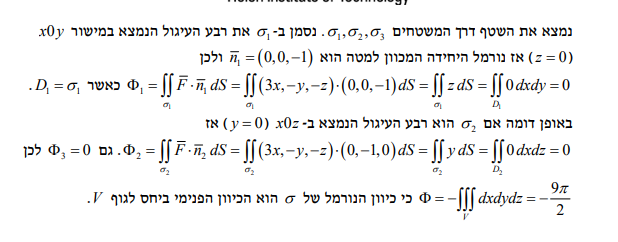 Holon Institute of Technology
נמצא את השטף דרך המשטחים σ₁,σ₂,σ₃. נסמן ב-σ₁ את רבע העיגול הנמצא במישור x0y
(z = 0) אז נורמל היחידה המכוון למטה הוא n̅₁ = (0,0,−1) ולכן
Φ₁ = ∬_{σ₁} F̅·n̅₁ dS = ∬_{σ₁} (3x,−y,−z)·(0,0,−1) dS = ∬_{σ₁} z dS = ∬_{D₁} 0 dxdy = 0 כאשר D₁ = σ₁.
באופן דומה אם σ₂ הוא רבע העיגול הנמצא ב-x0z (y = 0) אז
Φ₂ = ∬_{σ₂} F̅·n̅₂ dS = ∬_{σ₂} (3x,−y,−z)·(0,−1,0) dS = ∬_{σ₂} y dS = ∬_{D₂} 0 dxdz = 0. גם Φ₃ = 0 לכן
Φ = −∭_V dxdydz = −9π/2 כי כיוון הנורמל של σ הוא הכיוון הפנימי ביחס לגוף V.